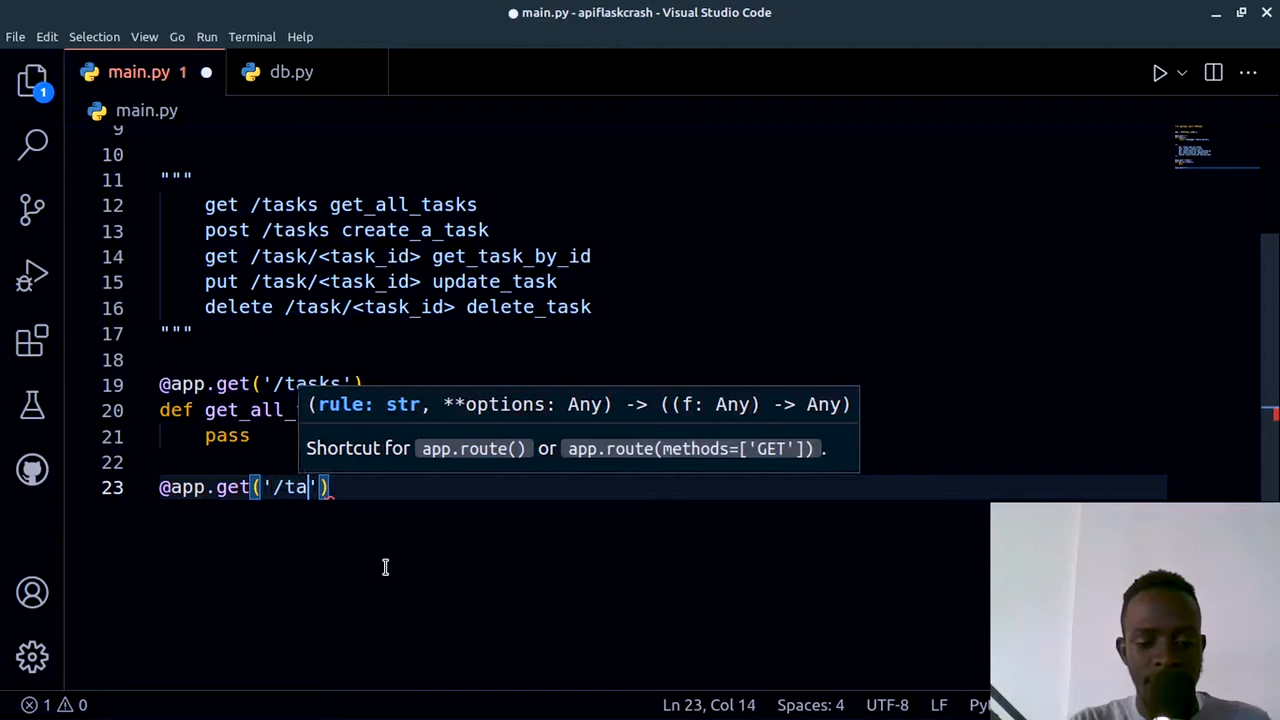 main.py - apiflaskcrash - Visual Studio Code
File Edit Selection View Go Run Terminal Help
main.py 1 db.py
main.py
1
9
10
11 """
12 get /tasks get_all_tasks
13 post /tasks create_a_task
14 get /task/<task_id> get_task_by_id
15 put /task/<task_id> update_task
16 delete /task/<task_id> delete_task
17 """
18
19 @app.get('/tasks')
20 def get_all_
(rule: str, **options: Any) -> ((f: Any) -> Any)
21 pass
Shortcut for app.route() or app.route(methods=['GET']).
22
23 @app.get('/ta')
1 0 Ln 23, Col 14 Spaces: 4 UTF-8 LF